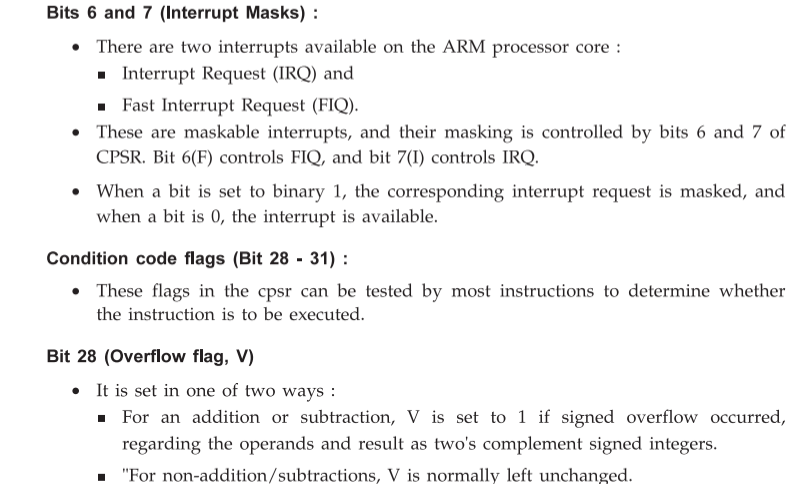 Bits 6 and 7 (Interrupt Masks) :
• There are two interrupts available on the ARM processor core :
▪ Interrupt Request (IRQ) and
▪ Fast Interrupt Request (FIQ).
• These are maskable interrupts, and their masking is controlled by bits 6 and 7 of
CPSR. Bit 6(F) controls FIQ, and bit 7(I) controls IRQ.
• When a bit is set to binary 1, the corresponding interrupt request is masked, and
when a bit is 0, the interrupt is available.
Condition code flags (Bit 28 - 31) :
• These flags in the cpsr can be tested by most instructions to determine whether
the instruction is to be executed.
Bit 28 (Overflow flag, V)
• It is set in one of two ways :
▪ For an addition or subtraction, V is set to 1 if signed overflow occurred,
regarding the operands and result as two's complement signed integers.
▪ "For non-addition/subtractions, V is normally left unchanged.